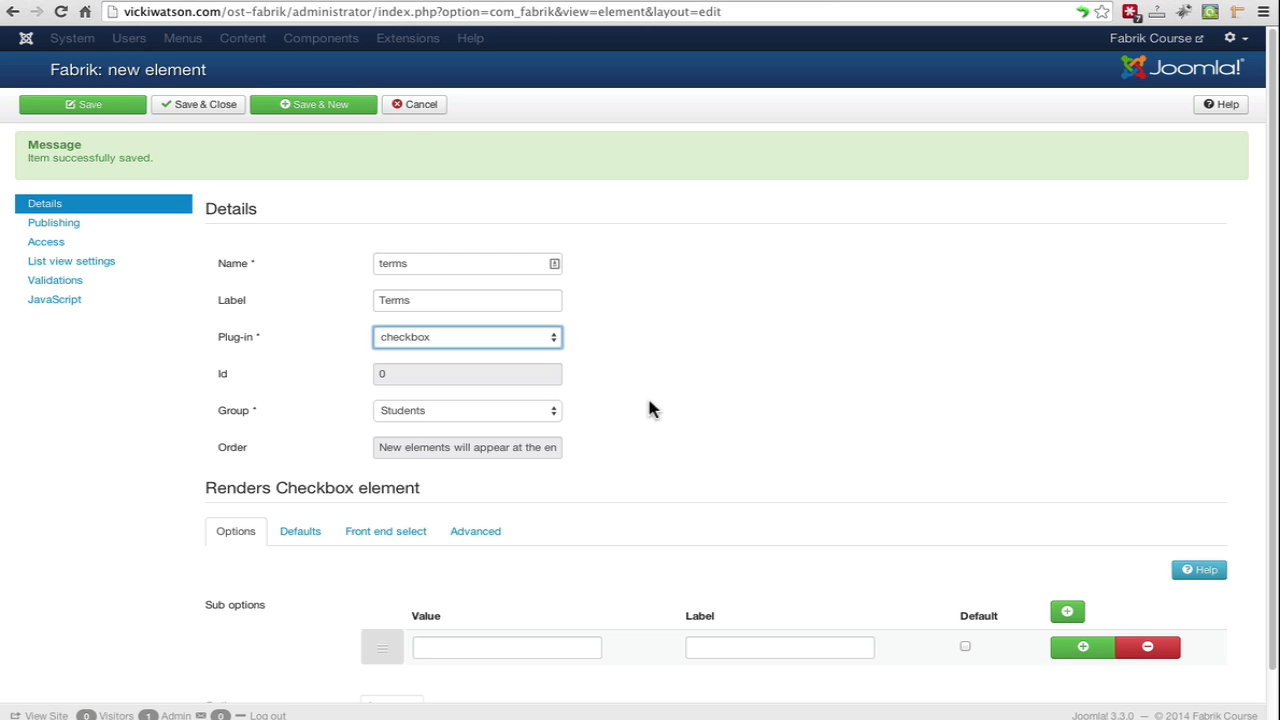 vickiwatson.com/ost-fabrik/administrator/index.php?option=com_fabrik&view=element&layout=edit
System Users Menus Content Components Extensions Help Fabrik Course
Fabrik: new element Joomla!
Save Save & Close Save & New Cancel Help
Message
Item successfully saved.
Details
Publishing
Access
List view settings
Validations
JavaScript
Details
Name * terms
Label Terms
Plug-in * checkbox
Id 0
Group * Students
Order New elements will appear at the en
Renders Checkbox element
Options Defaults Front end select Advanced
Help
Sub options
Value Label Default
View Site 0 Visitors 1 Admin 0 Log out Joomla! 3.3.0 — © 2014 Fabrik Course